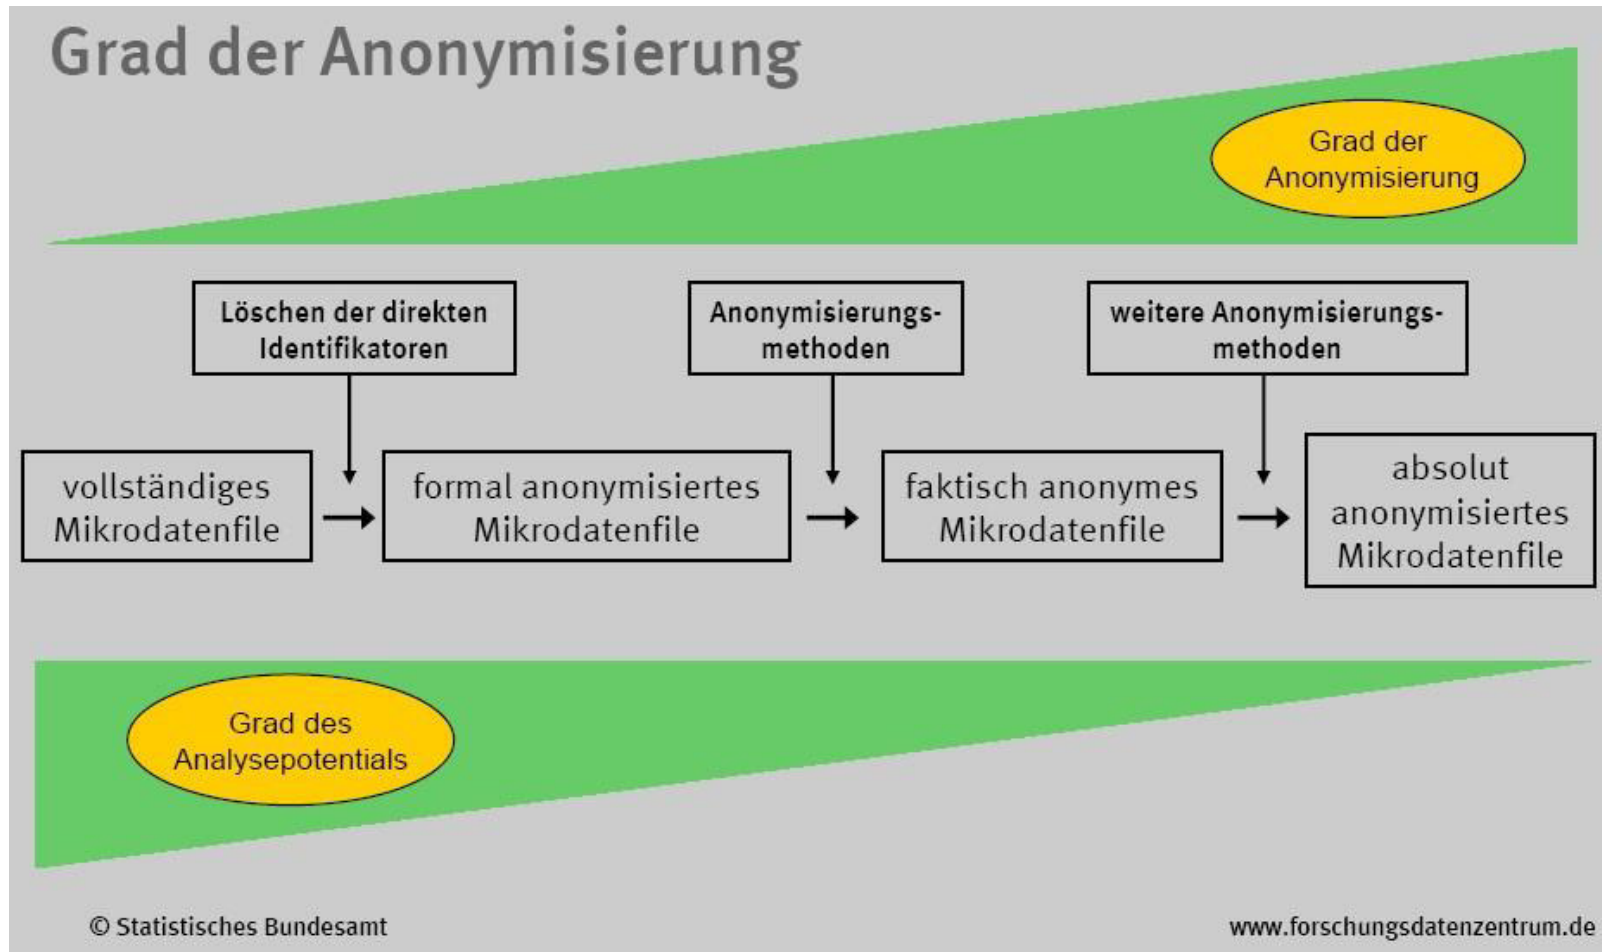 Grad der Anonymisierung
Grad der
Anonymisierung
Löschen der direkten
Identifikatoren
Anonymisierungs-
methoden
weitere Anonymisierungs-
methoden
vollständiges
Mikrodatenfile
formal anonymisiertes
Mikrodatenfile
faktisch anonymes
Mikrodatenfile
absolut
anonymisiertes
Mikrodatenfile
Grad des
Analysepotentials
© Statistisches Bundesamt
www.forschungsdatenzentrum.de